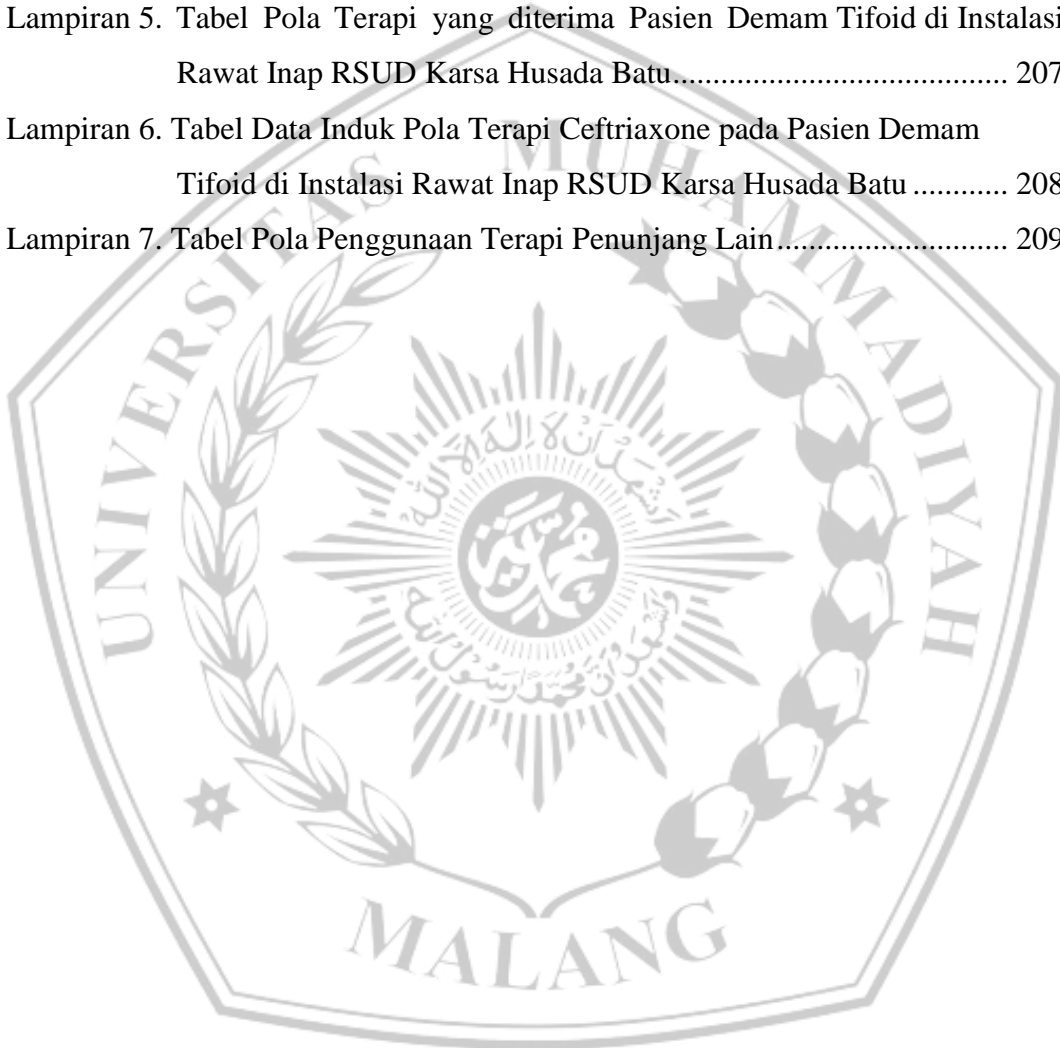 Lampiran 5. Tabel Pola Terapi yang diterima Pasien Demam Tifoid di Instalasi
Rawat Inap RSUD Karsa Husada Batu.................................... 207
Lampiran 6. Tabel Data Induk Pola Terapi Ceftriaxone pada Pasien Demam
Tifoid di Instalasi Rawat Inap RSUD Karsa Husada Batu ............ 208
Lampiran 7. Tabel Pola Penggunaan Terapi Penunjang Lain............................ 209
UNIVERSITAS MUHAMMADIYAH
MALANG